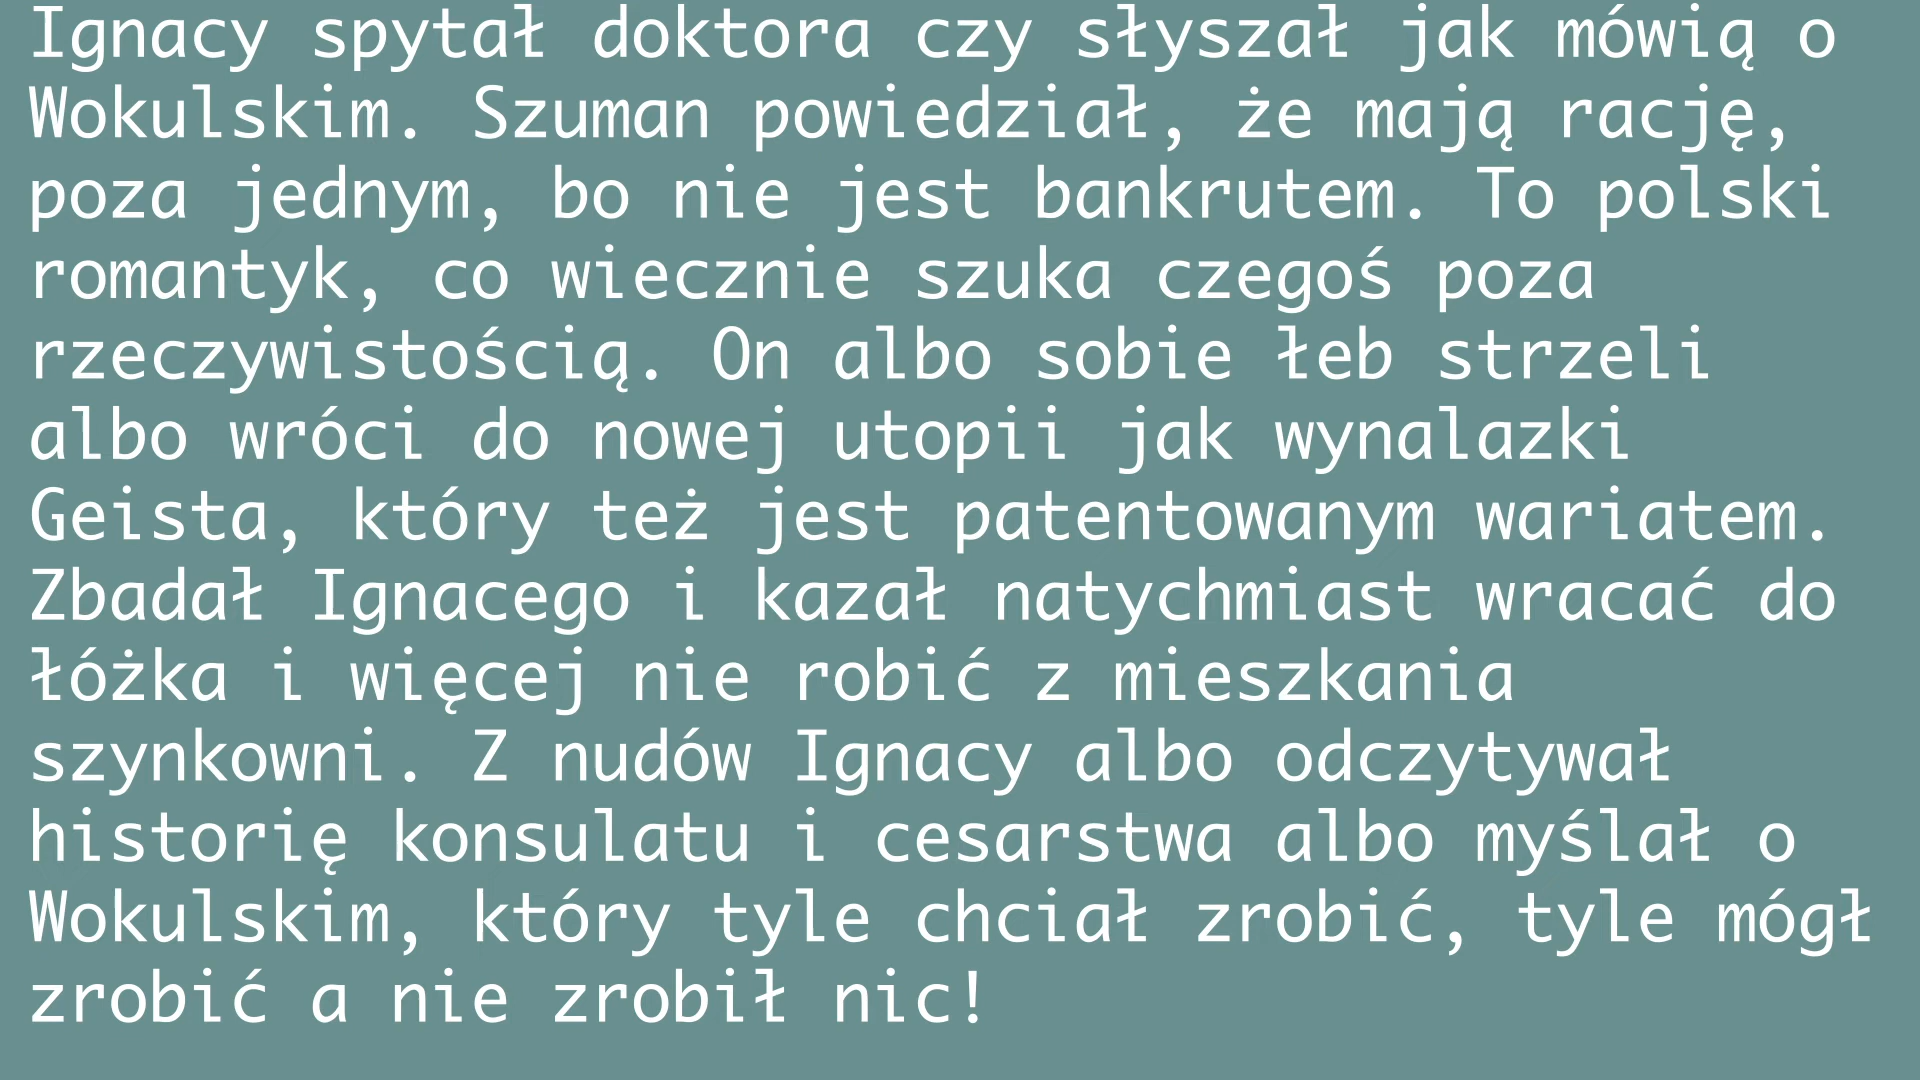 Ignacy spytał doktora czy słyszał jak mówią o
Wokulskim. Szuman powiedział, że mają rację,
poza jednym, bo nie jest bankrutem. To polski
romantyk, co wiecznie szuka czegoś poza
rzeczywistością. On albo sobie łeb strzeli
albo wróci do nowej utopii jak wynalazki
Geista, który też jest patentowanym wariatem.
Zbadał Ignacego i kazał natychmiast wracać do
łóżka i więcej nie robić z mieszkania
szynkowni. Z nudów Ignacy albo odczytywał
historię konsulatu i cesarstwa albo myślał o
Wokulskim, który tyle chciał zrobić, tyle mógł
zrobić a nie zrobił nic!